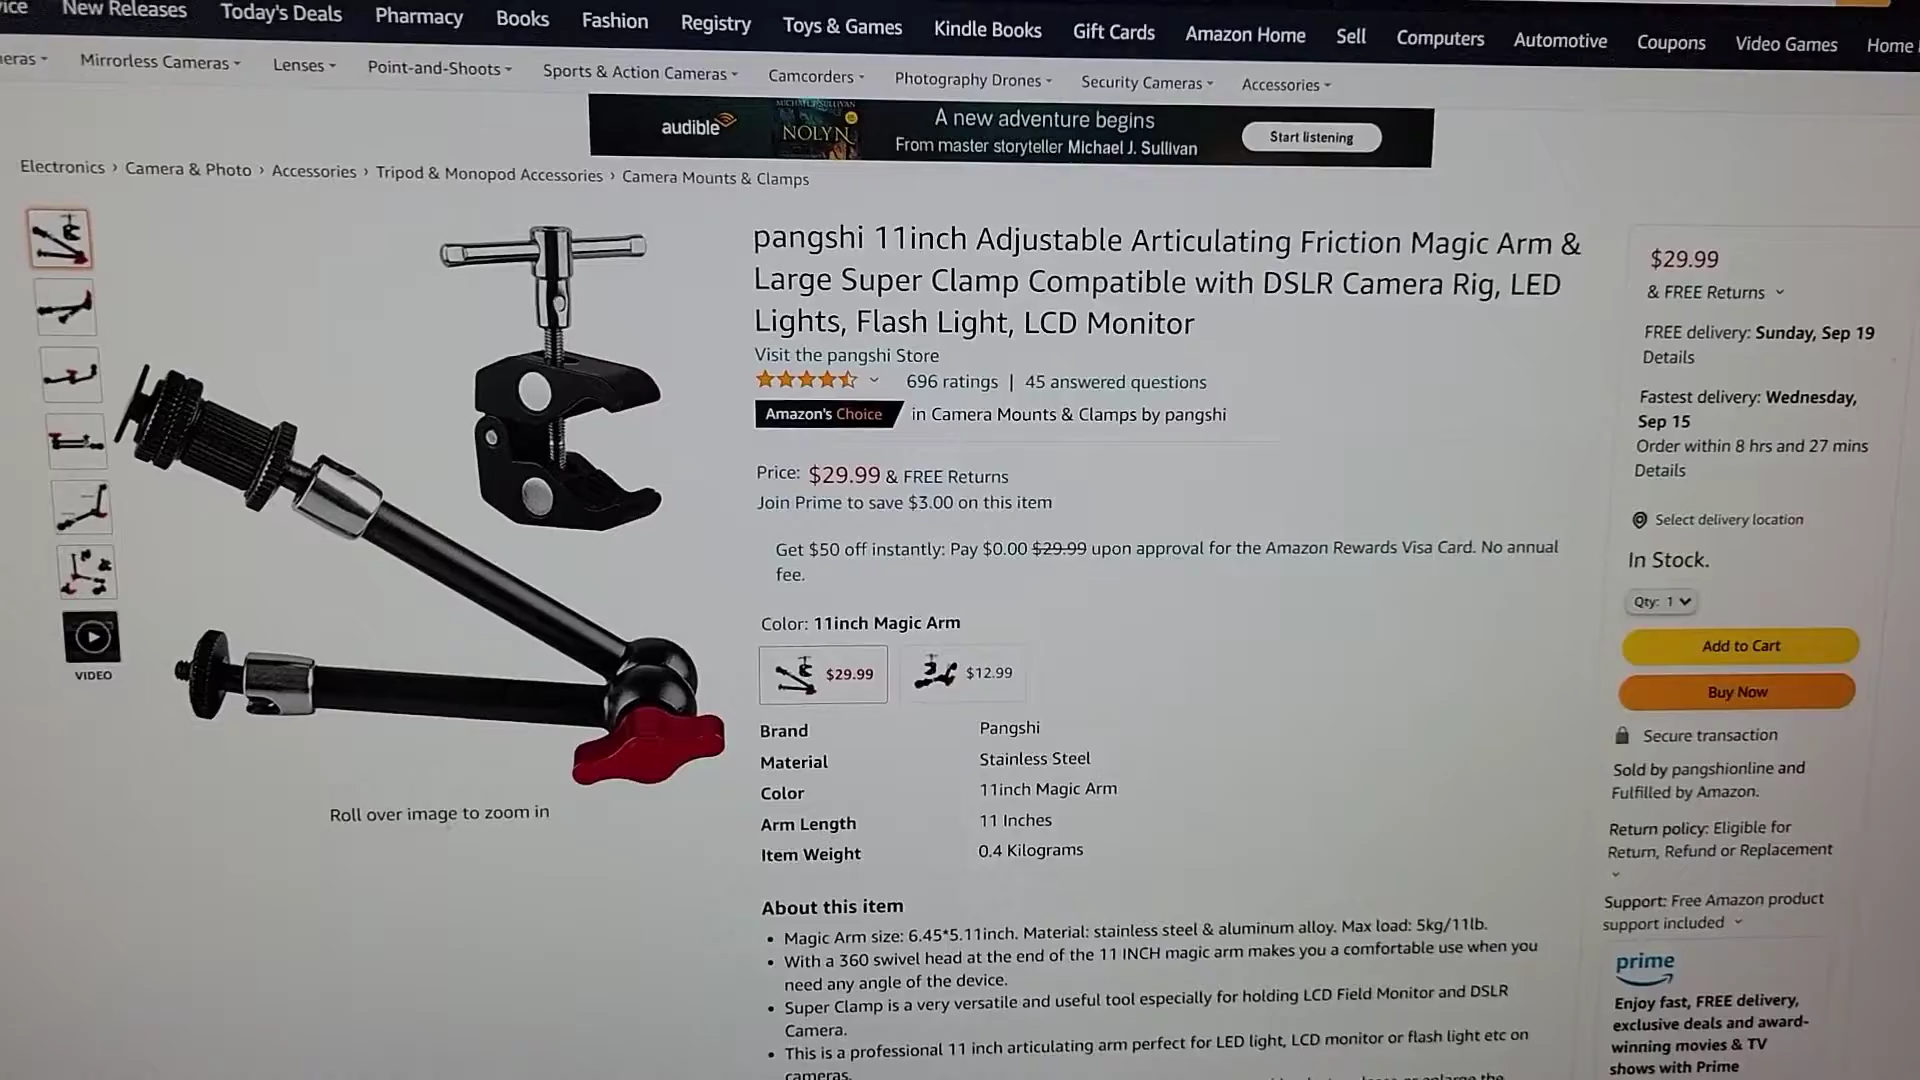 New Releases
Today's Deals
Pharmacy
Books
Fashion
Registry
Toys & Games
Kindle Books
Gift Cards
Amazon Home
Sell
Computers
Automotive
Coupons
Video Games
Home
Mirrorless Cameras
Lenses
Point-and-Shoots
Sports & Action Cameras
Camcorders
Photography Drones
Security Cameras
Accessories
audible
MICHAEL J. SULLIVAN
NOLYN
A new adventure begins
From master storyteller Michael J. Sullivan
Start listening
Electronics › Camera & Photo › Accessories › Tripod & Monopod Accessories › Camera Mounts & Clamps
VIDEO
Roll over image to zoom in
pangshi 11inch Adjustable Articulating Friction Magic Arm &
Large Super Clamp Compatible with DSLR Camera Rig, LED
Lights, Flash Light, LCD Monitor
Visit the pangshi Store
696 ratings | 45 answered questions
Amazon's Choice in Camera Mounts & Clamps by pangshi
Price: $29.99 & FREE Returns
Join Prime to save $3.00 on this item
Get $50 off instantly: Pay $0.00 $29.99 upon approval for the Amazon Rewards Visa Card. No annual
fee.
Color: 11inch Magic Arm
$29.99
$12.99
Brand Pangshi
Material Stainless Steel
Color 11inch Magic Arm
Arm Length 11 Inches
Item Weight 0.4 Kilograms
About this item
• Magic Arm size: 6.45*5.11inch. Material: stainless steel & aluminum alloy. Max load: 5kg/11lb.
• With a 360 swivel head at the end of the 11 INCH magic arm makes you a comfortable use when you
need any angle of the device.
• Super Clamp is a very versatile and useful tool especially for holding LCD Field Monitor and DSLR
Camera.
• This is a professional 11 inch articulating arm perfect for LED light, LCD monitor or flash light etc on
cameras.
$29.99
& FREE Returns
FREE delivery: Sunday, Sep 19
Details
Fastest delivery: Wednesday,
Sep 15
Order within 8 hrs and 27 mins
Details
Select delivery location
In Stock.
Qty: 1
Add to Cart
Buy Now
Secure transaction
Sold by pangshionline and
Fulfilled by Amazon.
Return policy: Eligible for
Return, Refund or Replacement
Support: Free Amazon product
support included
prime
Enjoy fast, FREE delivery,
exclusive deals and award-
winning movies & TV
shows with Prime